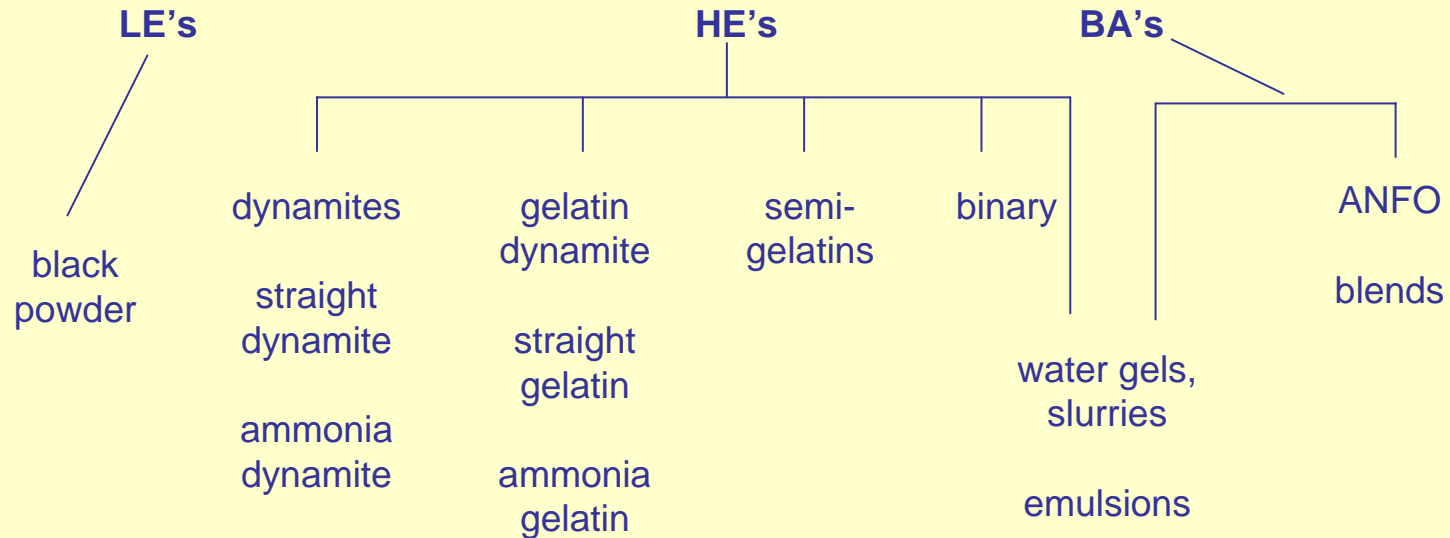 LE’s
HE’s
BA’s
black
powder
dynamites
straight
dynamite
ammonia
dynamite
gelatin
dynamite
straight
gelatin
ammonia
gelatin
semi-
gelatins
binary
water gels,
slurries
emulsions
ANFO
blends